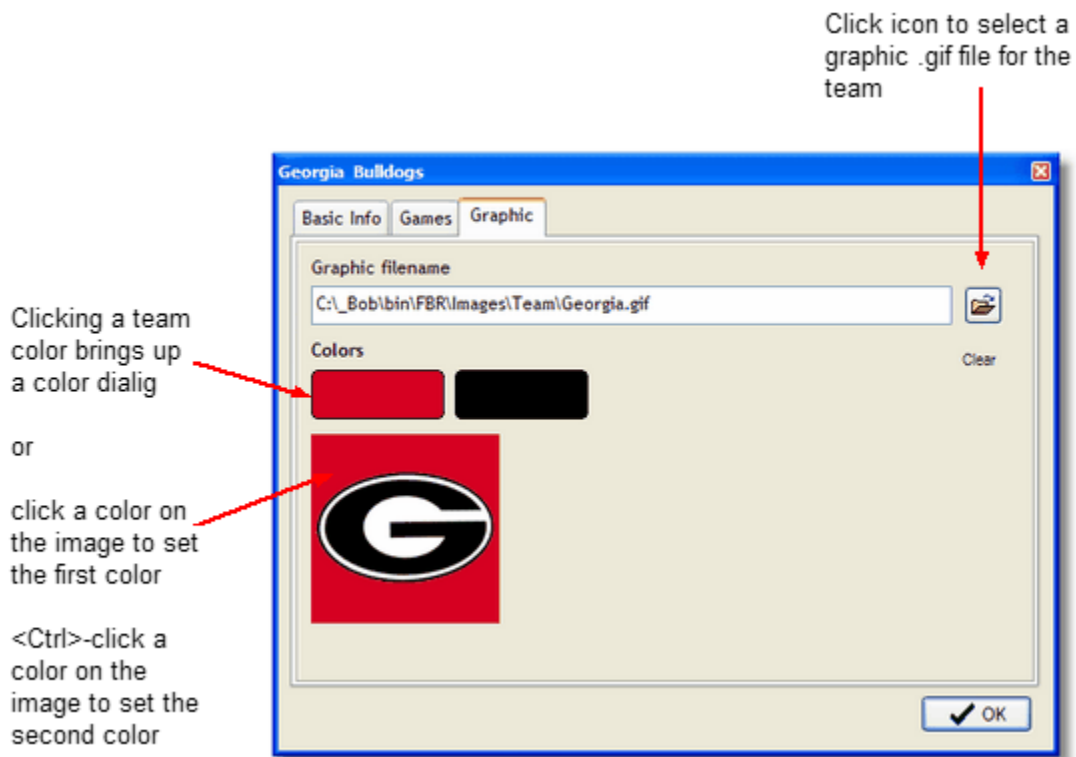 Click icon to select a
graphic .gif file for the
team
Georgia Bulldogs
Basic Info
Games
Graphic
Graphic filename
C:\_Bob\bin\FBR\Images\Team\Georgia.gif
Colors
Clear
Clicking a team
color brings up
a color dialig
or
click a color on
the image to set
the first color
<Ctrl>-click a
color on the
image to set the
second color
G
OK